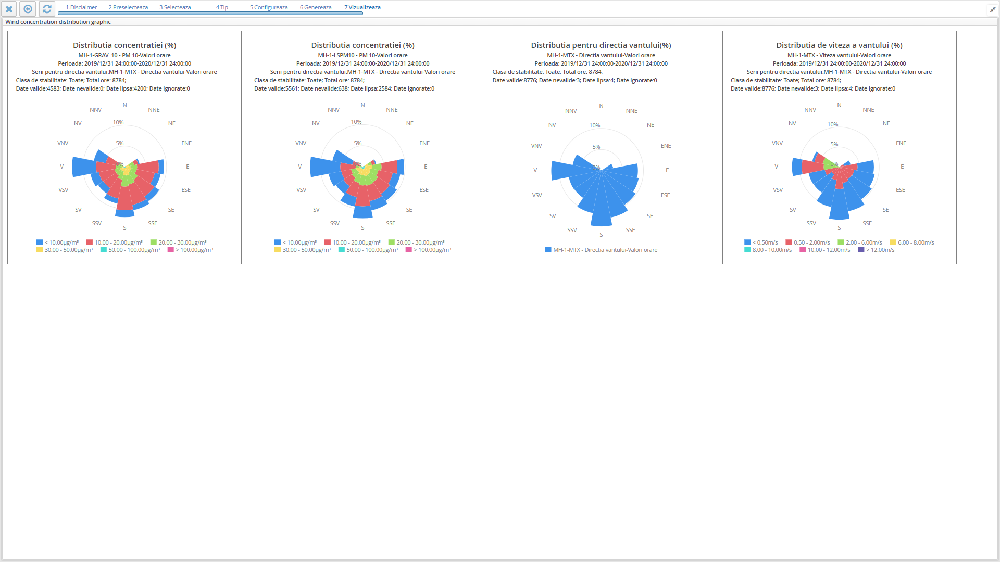 1.Disclaimer 2.Preselecteaza 3.Selecteaza 4.Tip 5.Configureaza 6.Genereaza 7.Vizualizeaza
Wind concentration distribution graphic
Distributia concentratiei (%)
MH-1-GRAV. 10 - PM 10-Valori orare
Perioada: 2019/12/31 24:00:00-2020/12/31 24:00:00
Serii pentru directia vantului:MH-1-MTX - Directia vantului-Valori orare
Clasa de stabilitate: Toate; Total ore: 8784;
Date valide:4583; Date nevalide:0; Date lipsa:4200; Date ignorate:0
N
NNV NNE
NV NE
10%
VNV 5% ENE
V 0% E
VSV ESE
SV SE
SSV SSE
S
< 10.00µg/m³ 10.00 - 20.00µg/m³ 20.00 - 30.00µg/m³
30.00 - 50.00µg/m³ 50.00 - 100.00µg/m³ > 100.00µg/m³
Distributia concentratiei (%)
MH-1-LSPM10 - PM 10-Valori orare
Perioada: 2019/12/31 24:00:00-2020/12/31 24:00:00
Serii pentru directia vantului:MH-1-MTX - Directia vantului-Valori orare
Clasa de stabilitate: Toate; Total ore: 8784;
Date valide:5561; Date nevalide:638; Date lipsa:2584; Date ignorate:0
N
NNV NNE
NV NE
10%
VNV 5% ENE
V 0% E
VSV ESE
SV SE
SSV SSE
S
< 10.00µg/m³ 10.00 - 20.00µg/m³ 20.00 - 30.00µg/m³
30.00 - 50.00µg/m³ 50.00 - 100.00µg/m³ > 100.00µg/m³
Distributia pentru directia vantului(%)
MH-1-MTX - Directia vantului-Valori orare
Perioada: 2019/12/31 24:00:00-2020/12/31 24:00:00
Clasa de stabilitate: Toate; Total ore: 8784;
Date valide:8776; Date nevalide:3; Date lipsa:4; Date ignorate:0
N
NNV NNE
NV 10% NE
VNV 5% ENE
V 0% E
VSV ESE
SV SE
SSV SSE
S
MH-1-MTX - Directia vantului-Valori orare
Distributia de viteza a vantului (%)
MH-1-MTX - Viteza vantului-Valori orare
Perioada: 2019/12/31 24:00:00-2020/12/31 24:00:00
Serii pentru directia vantului:MH-1-MTX - Directia vantului-Valori orare
Clasa de stabilitate: Toate; Total ore: 8784;
Date valide:8776; Date nevalide:3; Date lipsa:4; Date ignorate:0
N
NNV NNE
NV 10% NE
VNV 5% ENE
V 0% E
VSV ESE
SV SE
SSV SSE
S
< 0.50m/s 0.50 - 2.00m/s 2.00 - 6.00m/s 6.00 - 8.00m/s
8.00 - 10.00m/s 10.00 - 12.00m/s > 12.00m/s